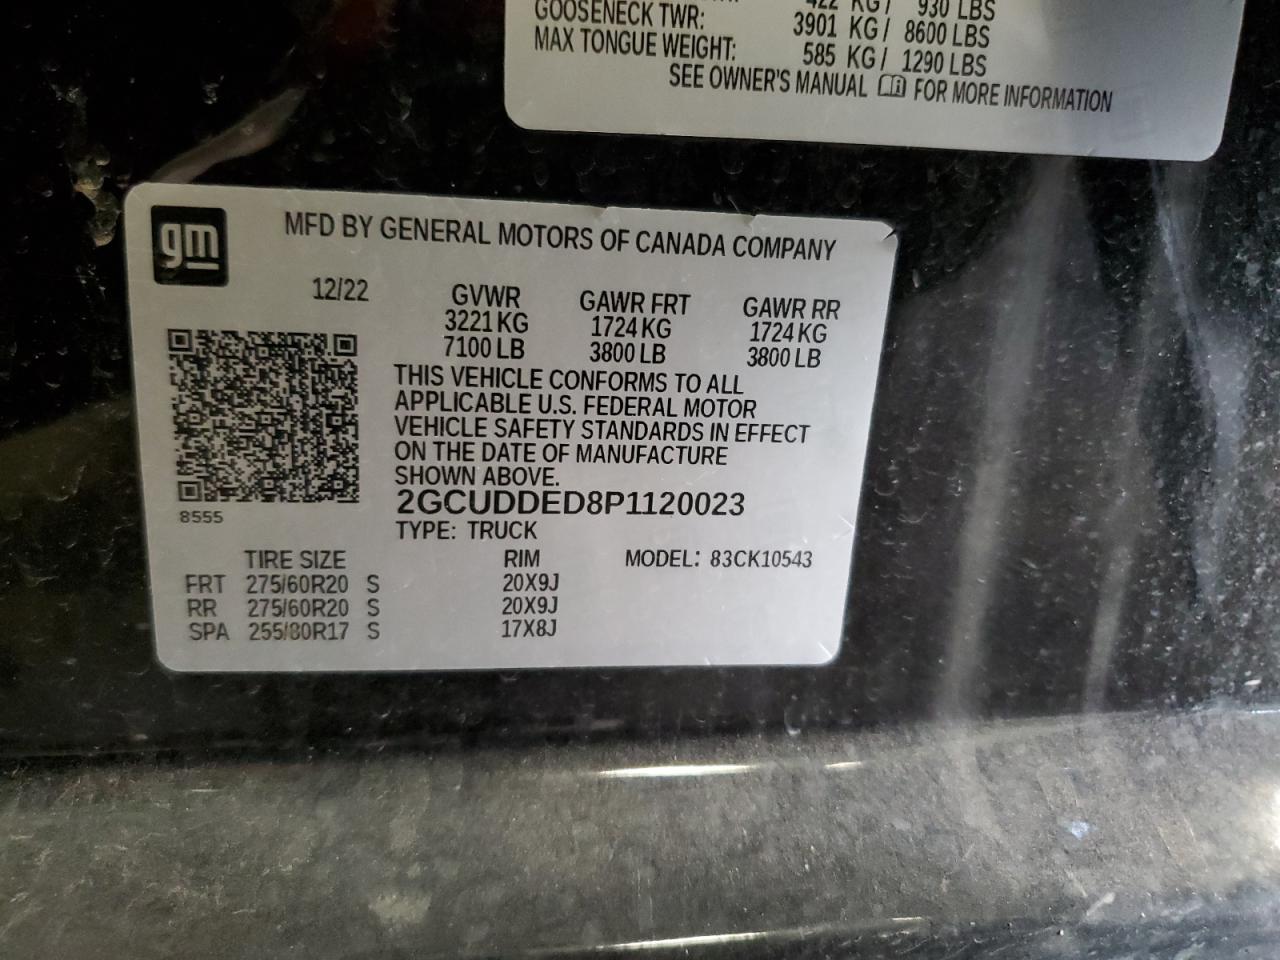 422 KG / 930 LBS
GOOSENECK TWR: 3901 KG / 8600 LBS
MAX TONGUE WEIGHT: 585 KG / 1290 LBS
SEE OWNER'S MANUAL FOR MORE INFORMATION
gm
MFD BY GENERAL MOTORS OF CANADA COMPANY
12/22 GVWR GAWR FRT GAWR RR
3221 KG 1724 KG 1724 KG
7100 LB 3800 LB 3800 LB
THIS VEHICLE CONFORMS TO ALL
APPLICABLE U.S. FEDERAL MOTOR
VEHICLE SAFETY STANDARDS IN EFFECT
ON THE DATE OF MANUFACTURE
SHOWN ABOVE.
2GCUDDED8P1120023
8555
TYPE: TRUCK
TIRE SIZE RIM MODEL: 83CK10543
FRT 275/60R20 S 20X9J
RR 275/60R20 S 20X9J
SPA 255/80R17 S 17X8J